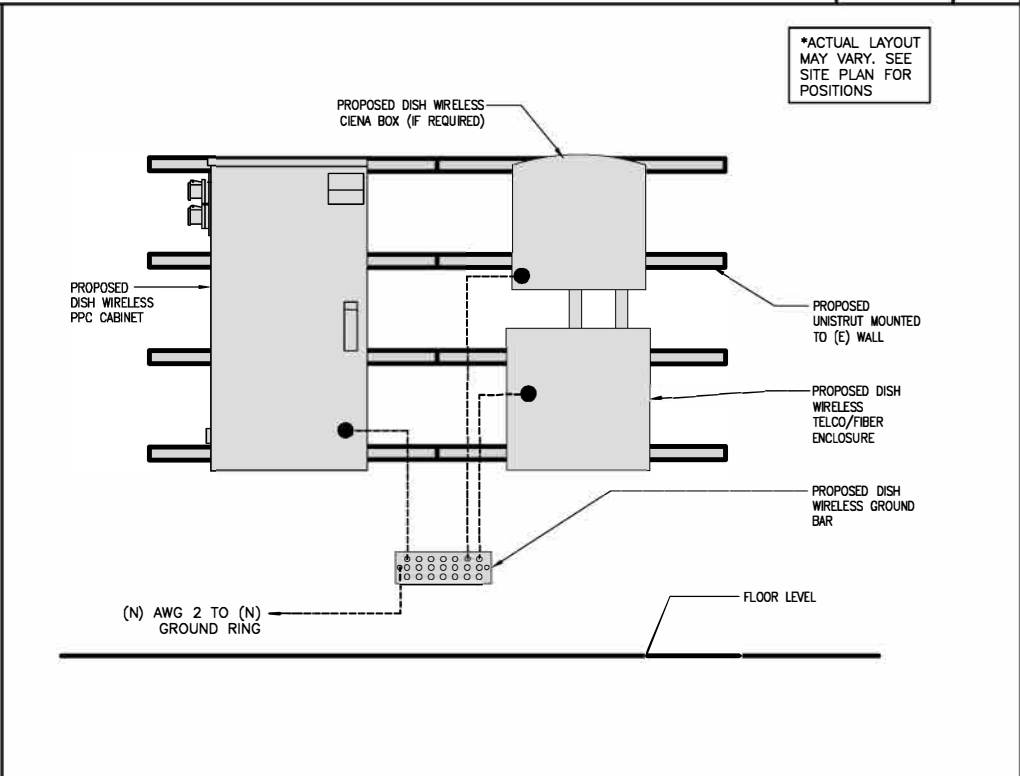 *ACTUAL LAYOUT
MAY VARY. SEE
SITE PLAN FOR
POSITIONS
PROPOSED DISH WIRELESS
CIENA BOX (IF REQUIRED)
PROPOSED
DISH WIRELESS
PPC CABINET
PROPOSED
UNISTRUT MOUNTED
TO (E) WALL
PROPOSED DISH
WIRELESS
TELCO/FIBER
ENCLOSURE
PROPOSED DISH
WIRELESS GROUND
BAR
(N) AWG 2 TO (N)
GROUND RING
FLOOR LEVEL